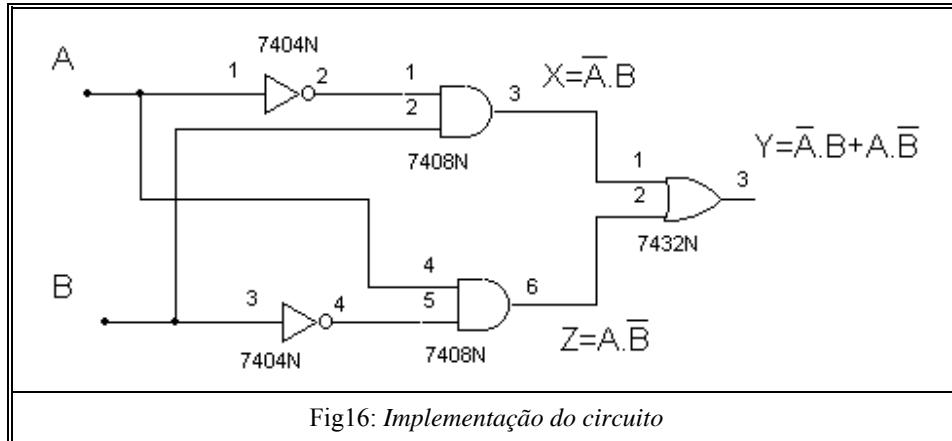 7404N
A
1
2
1
2
3
X=A̅.B
7408N
Y=A̅.B+A.B̅
1
2
3
7432N
B
3
4
4
5
6
7404N
7408N
Z=A.B̅
Fig16: Implementação do circuito